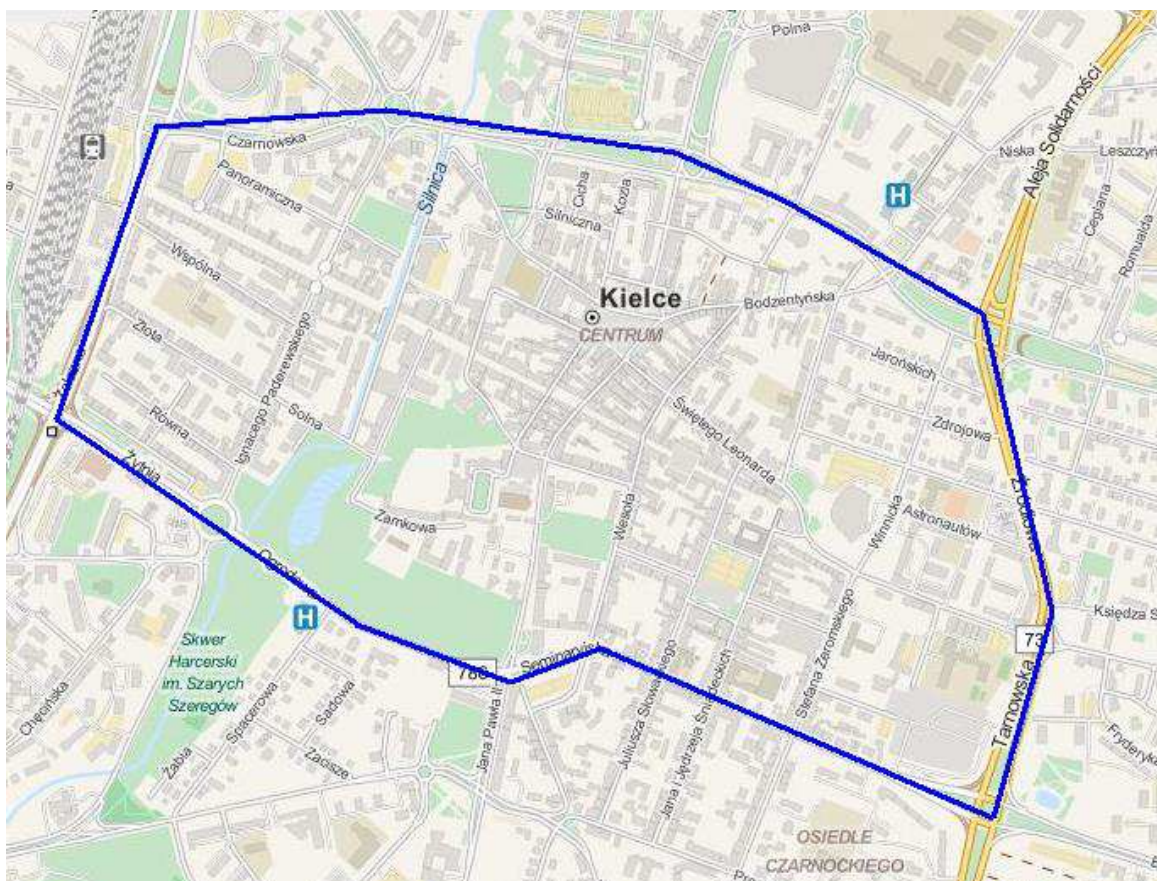 Polna
Aleja Solidarności
Niska
Leszczyń
Czarnowska
Panoramiczna
Silnica
Cicha
Kozia
Silniczna
H
Ceglana
Romualda
Wspólna
Kielce
CENTRUM
Bodzentyńska
Złota
Ignacego Paderewskiego
Jarońskich
Równa
Solna
Świętego Leonarda
Zdrojowa
Żytnia
Zamkowa
Wesoła
Winnicka
Astronautów
Źródłowa
H
Księdza S
73
Skwer
Harcerski
im. Szarych
Szeregów
786
Chęcińska
Żabia
Spacerowa
Sadowa
Zacisze
Jana Pawła II
Juliusza Słowackiego
Jana i Jędrzeja Śniadeckich
Stefana Żeromskiego
Tarnowska
Fryderyka
OSIEDLE
CZARNOCKIEGO